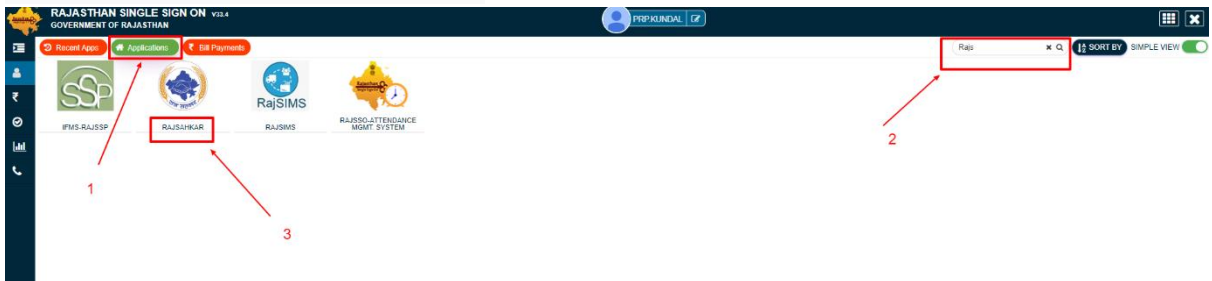 RAJASTHAN SINGLE SIGN ON V33.4
GOVERNMENT OF RAJASTHAN
PRP.KUNDAL
Recent Apps
Applications
₹ Bill Payments
Rajs
SORT BY
SIMPLE VIEW
SSP
RajSIMS
IFMS-RAJSSP
RAJSAHKAR
RAJSIMS
RAJSSO-ATTENDANCE
MGMT. SYSTEM
1
2
3